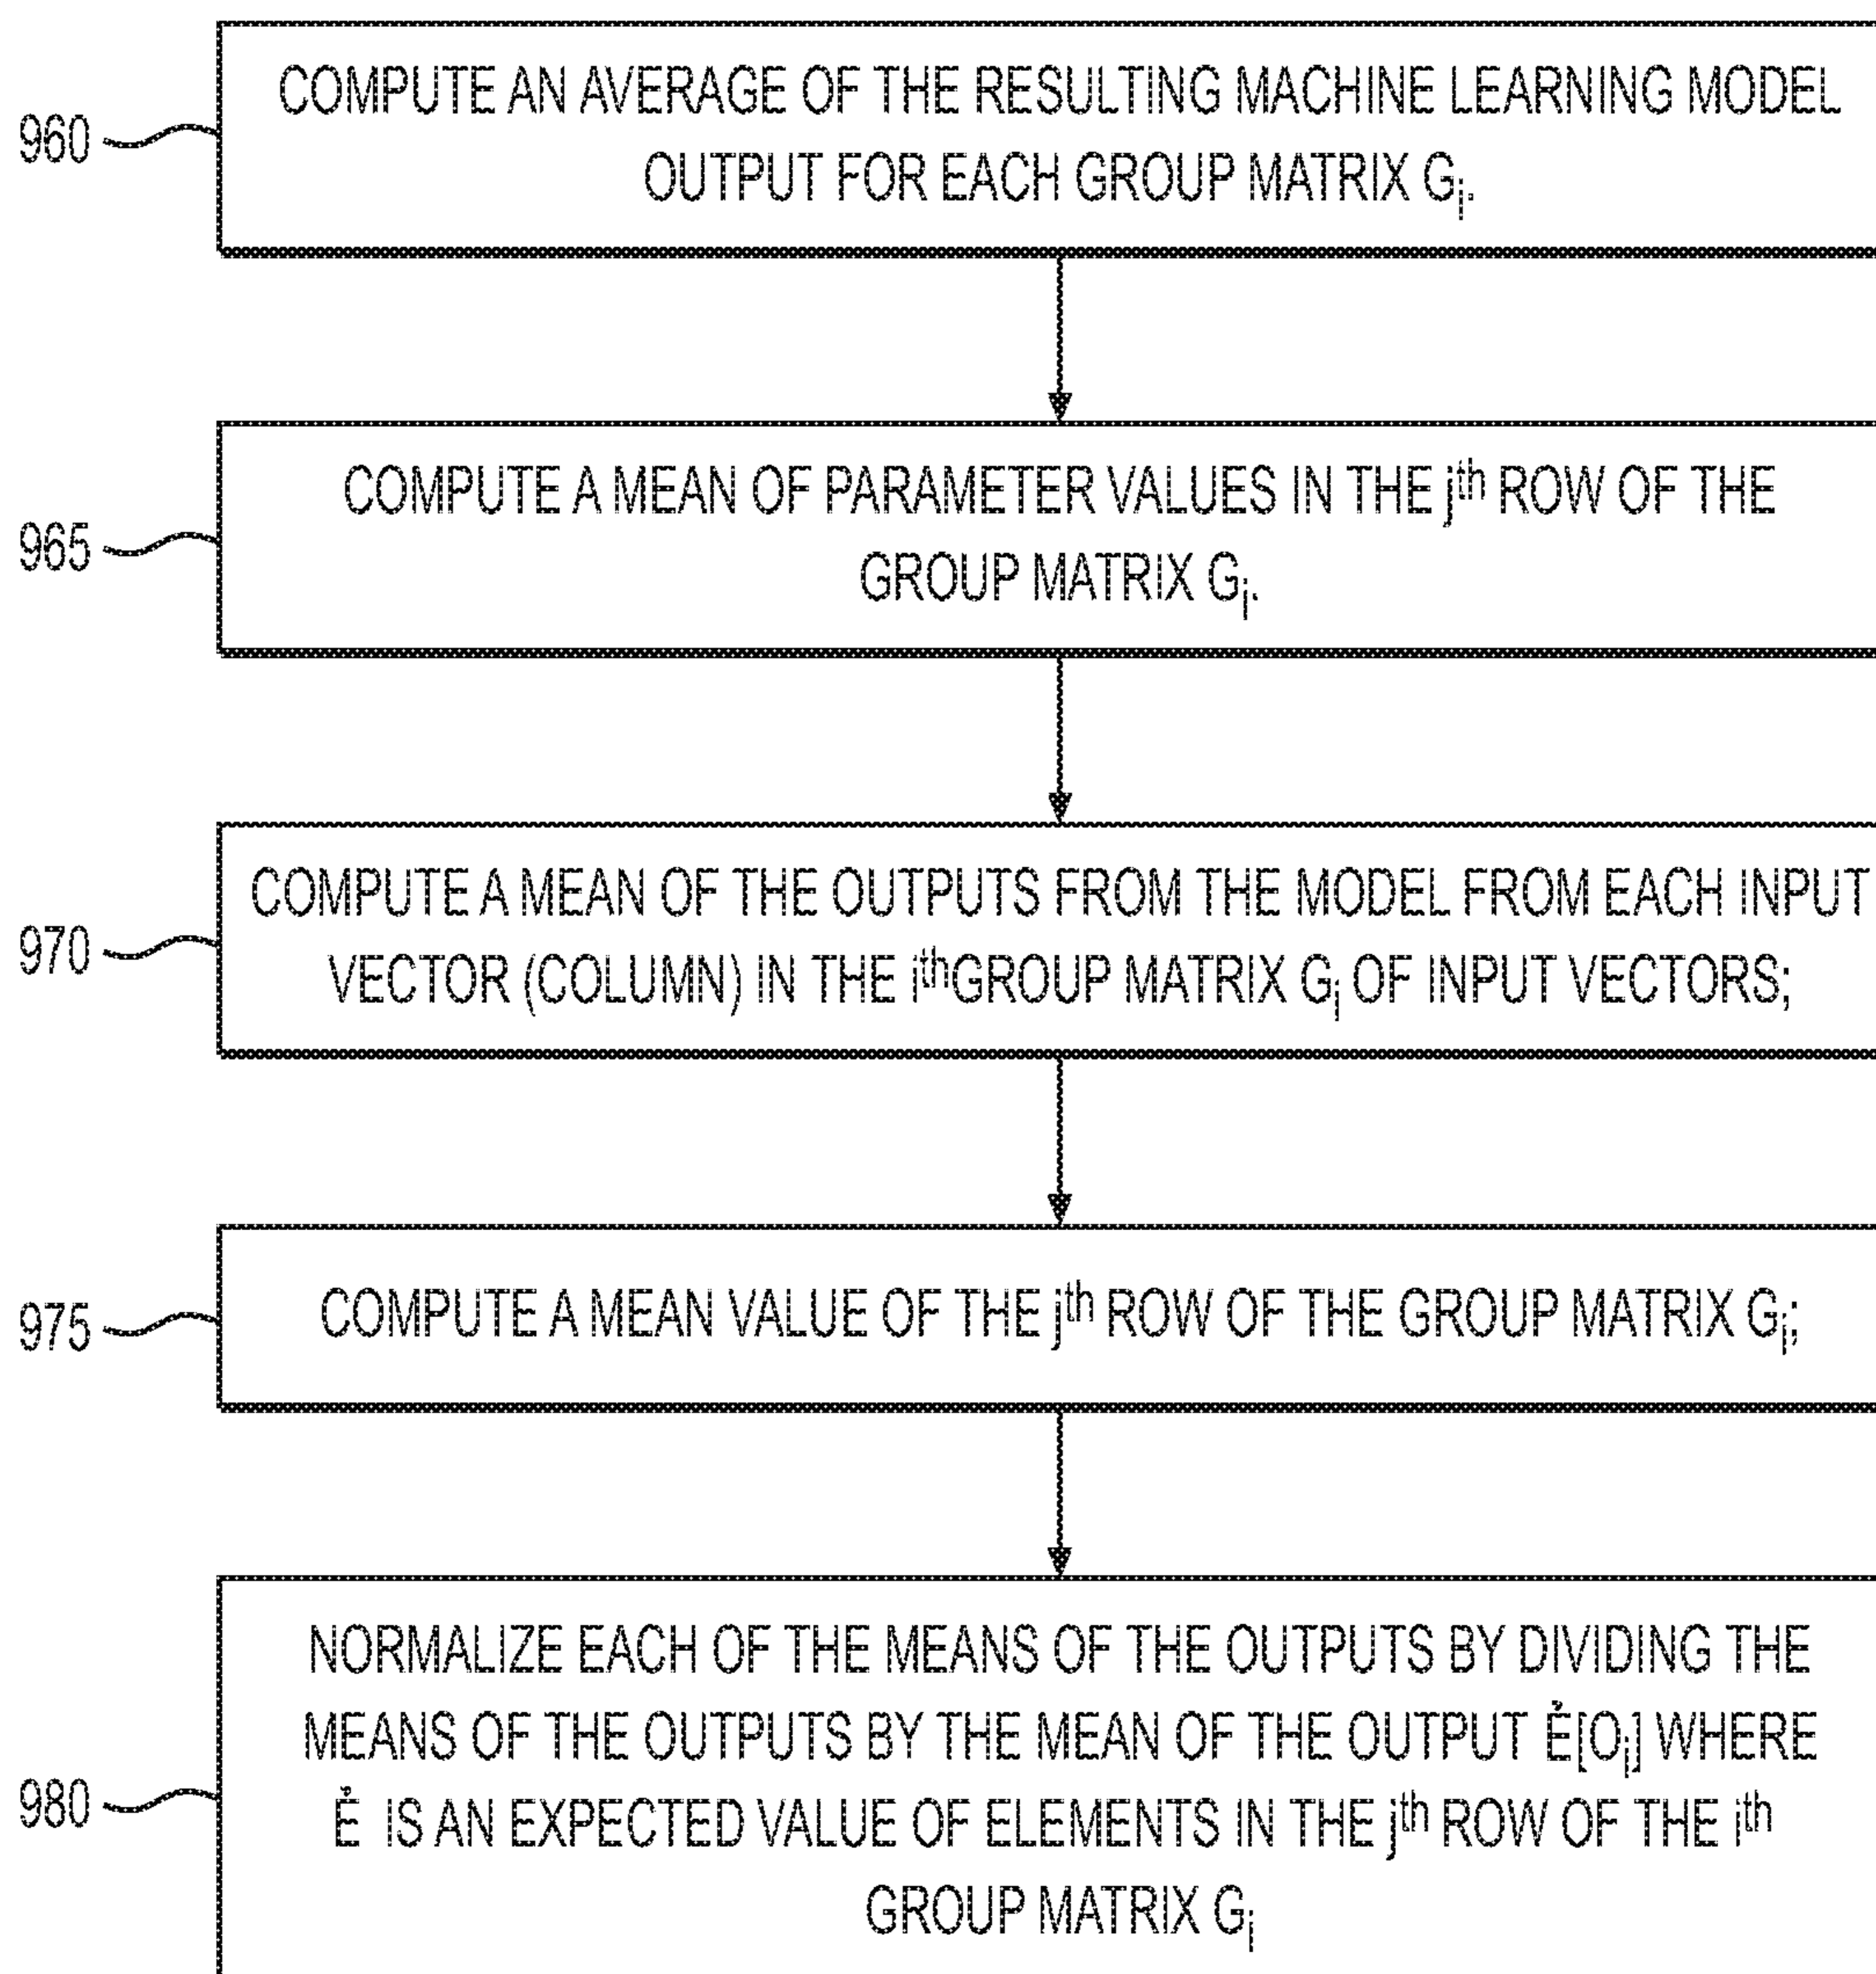 960
COMPUTE AN AVERAGE OF THE RESULTING MACHINE LEARNING MODEL
OUTPUT FOR EACH GROUP MATRIX Gᵢ.
965
COMPUTE A MEAN OF PARAMETER VALUES IN THE jᵗʰ ROW OF THE
GROUP MATRIX Gᵢ.
970
COMPUTE A MEAN OF THE OUTPUTS FROM THE MODEL FROM EACH INPUT
VECTOR (COLUMN) IN THE iᵗʰGROUP MATRIX Gᵢ OF INPUT VECTORS;
975
COMPUTE A MEAN VALUE OF THE jᵗʰ ROW OF THE GROUP MATRIX Gᵢ;
980
NORMALIZE EACH OF THE MEANS OF THE OUTPUTS BY DIVIDING THE
MEANS OF THE OUTPUTS BY THE MEAN OF THE OUTPUT Ẻ[Oᵢ] WHERE
Ẻ IS AN EXPECTED VALUE OF ELEMENTS IN THE jᵗʰ ROW OF THE iᵗʰ
GROUP MATRIX Gᵢ